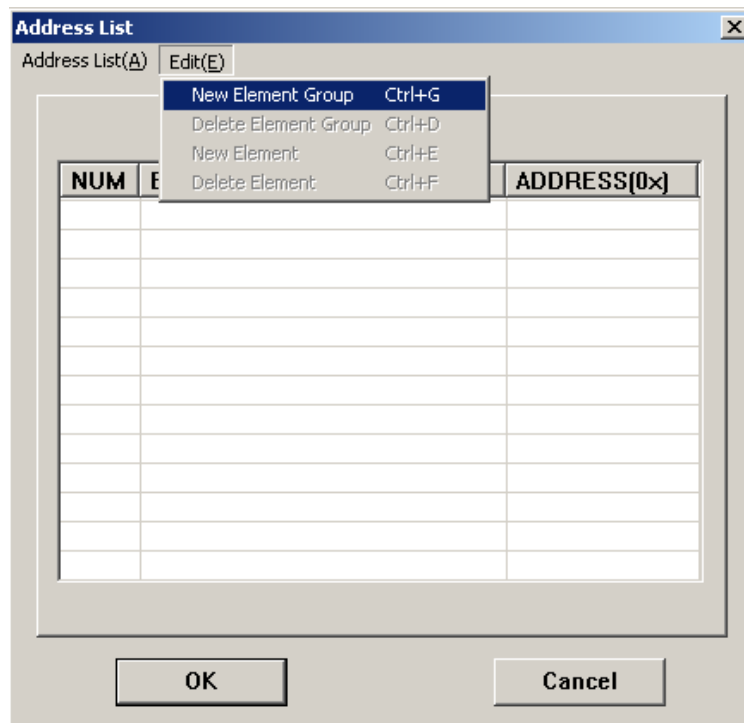 Address List
Address List(A) Edit(E)
New Element Group Ctrl+G
Delete Element Group Ctrl+D
New Element Ctrl+E
Delete Element Ctrl+F
NUM ADDRESS(0x)
OK Cancel